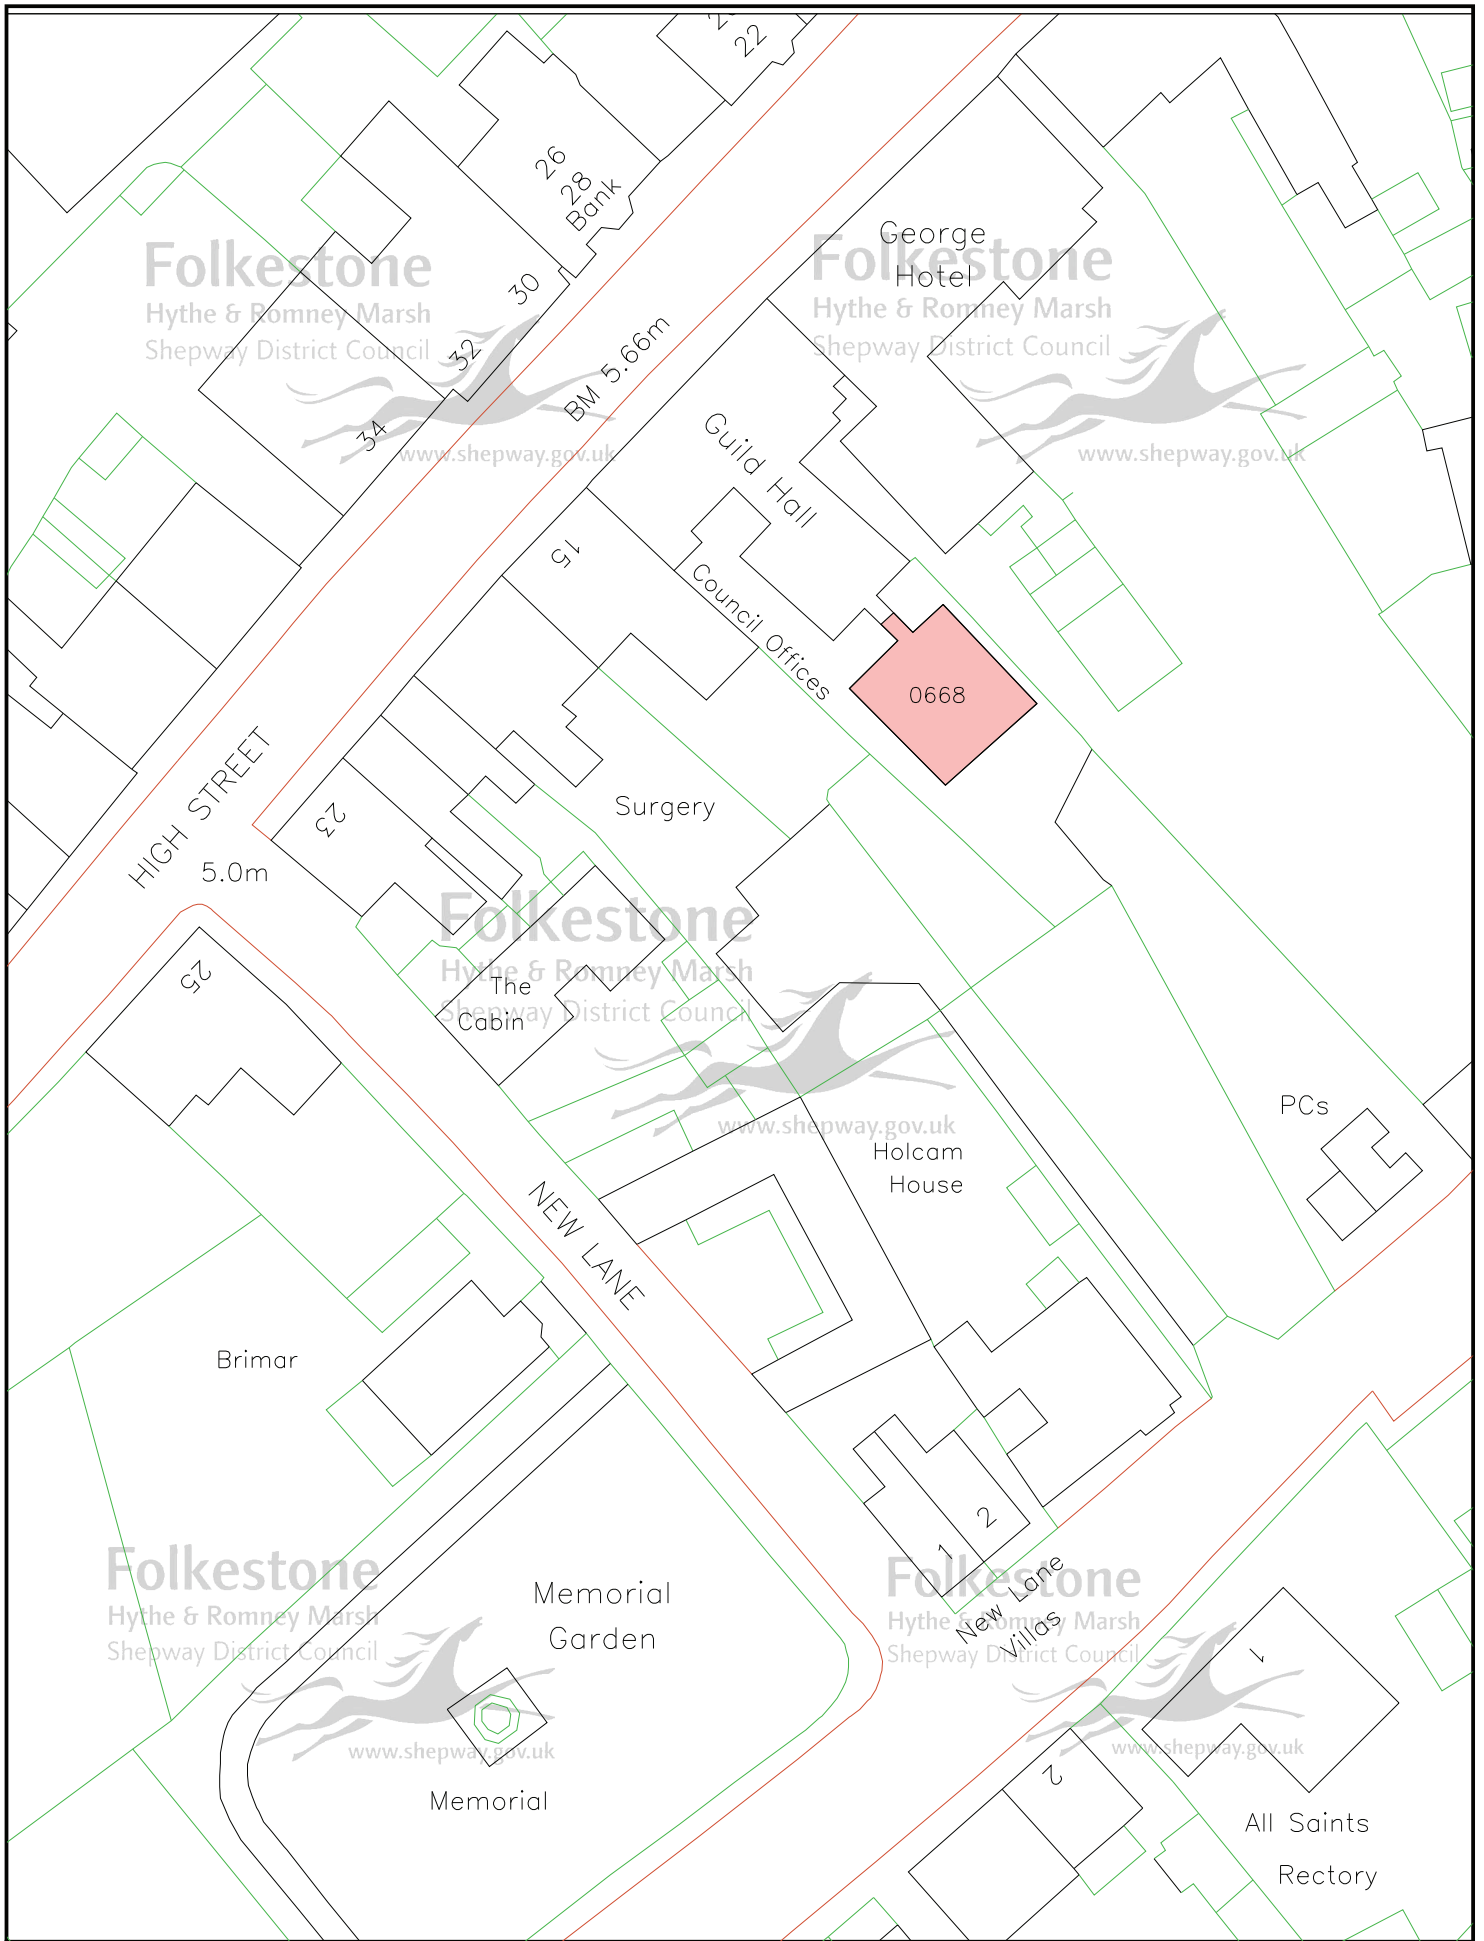 22
26
28
Bank
George
Hotel
Folkestone
Hythe & Romney Marsh
Shepway District Council
www.shepway.gov.uk
Folkestone
Hythe & Romney Marsh
Shepway District Council
www.shepway.gov.uk
30
32
34
BM 5.66m
Guild Hall
15
Council Offices
0668
HIGH STREET
Surgery
23
5.0m
Folkestone
Hythe & Romney Marsh
Shepway District Council
www.shepway.gov.uk
25
The
Cabin
PCs
Holcam
House
NEW LANE
Brimar
1
2
New Lane
Villas
Folkestone
Hythe & Romney Marsh
Shepway District Council
www.shepway.gov.uk
Memorial
Garden
Memorial
Folkestone
Hythe & Romney Marsh
Shepway District Council
www.shepway.gov.uk
1
2
All Saints
Rectory